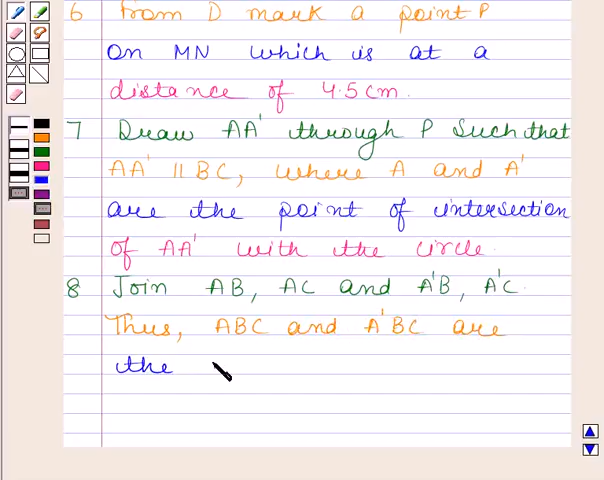 6 From D mark a point P
on MN which is at a
distance of 4.5cm.
7 Draw AA' through P Such that
AA' || BC, where A and A'
are the point of intersection
of AA' with the circle.
8 Join AB, AC and A'B, A'C.
Thus, ABC and A'BC are
the